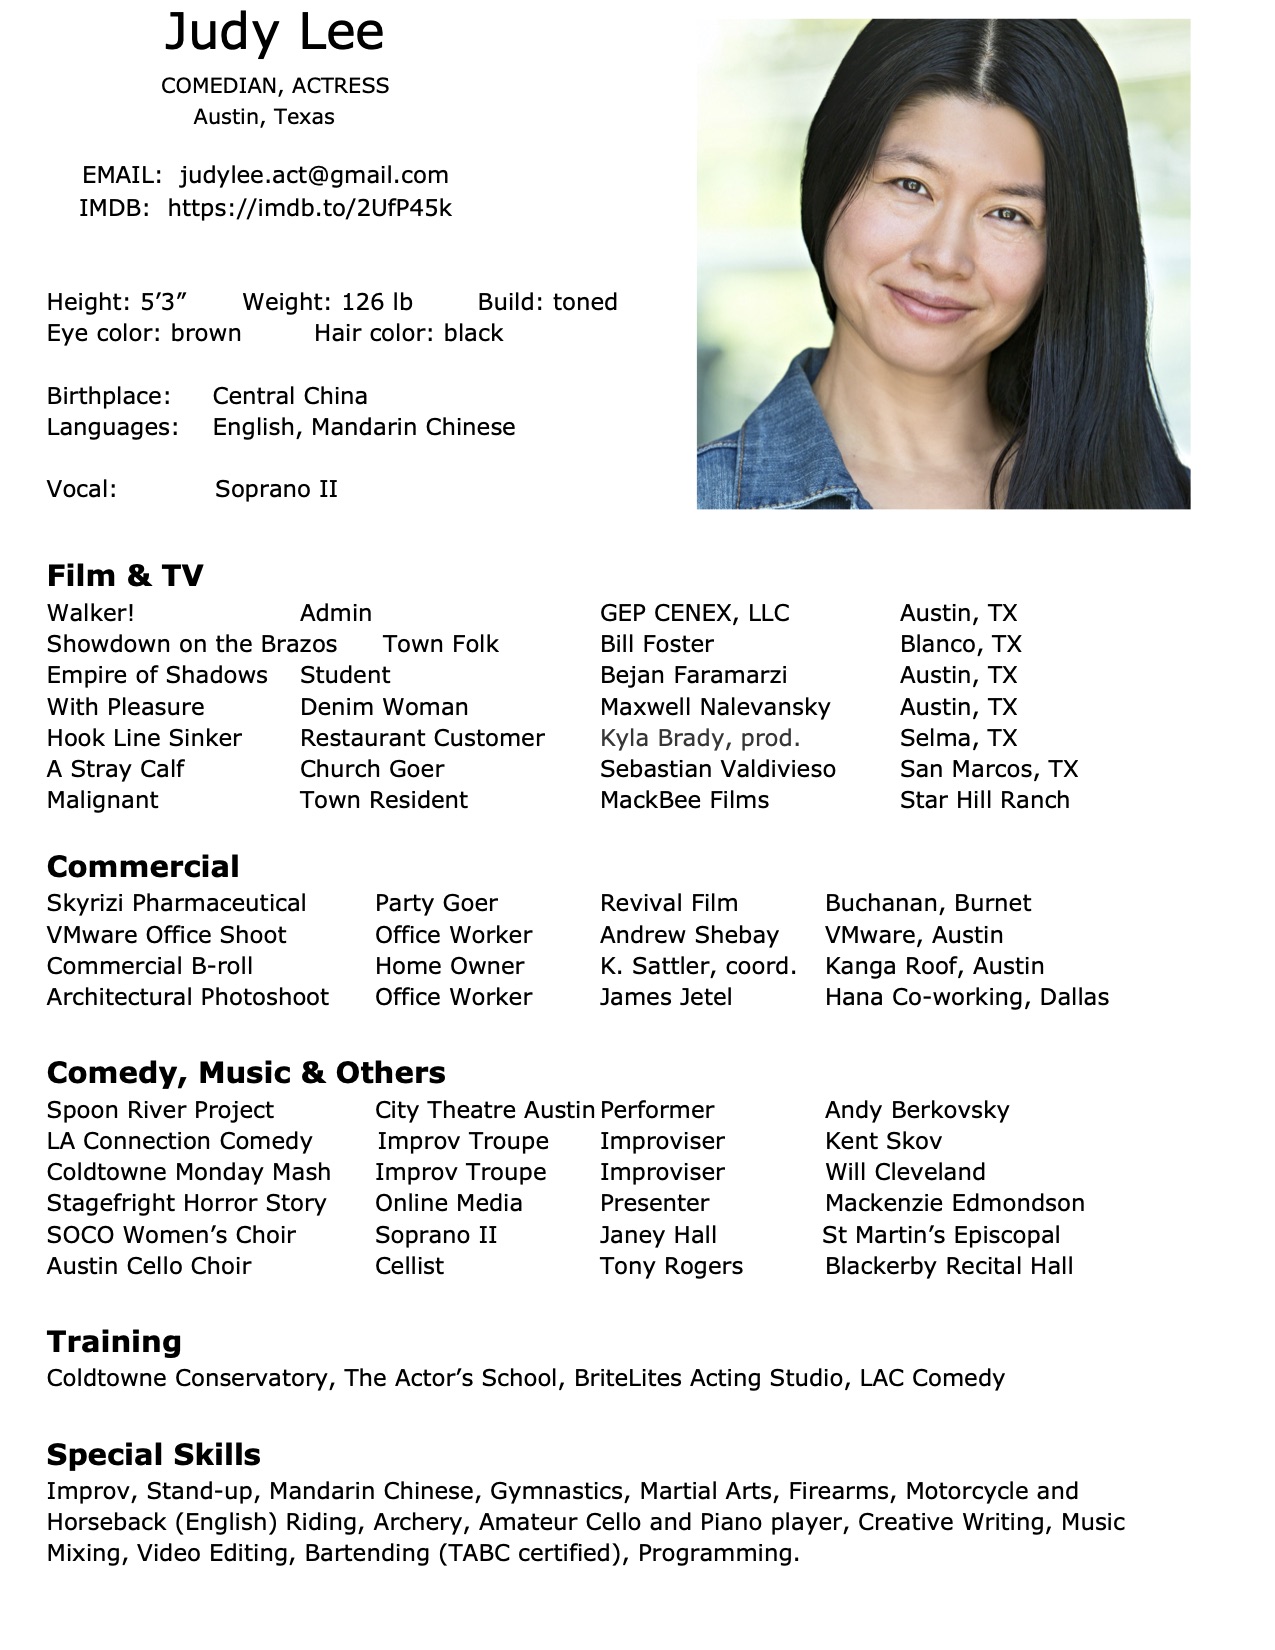 Judy Lee
COMEDIAN, ACTRESS
Austin, Texas
EMAIL: judylee.act@gmail.com
IMDB: https://imdb.to/2UfP45k
Height: 5’3” Weight: 126 lb Build: toned
Eye color: brown Hair color: black
Birthplace: Central China
Languages: English, Mandarin Chinese
Vocal: Soprano II
Film & TV
Walker! Admin GEP CENEX, LLC Austin, TX
Showdown on the Brazos Town Folk Bill Foster Blanco, TX
Empire of Shadows Student Bejan Faramarzi Austin, TX
With Pleasure Denim Woman Maxwell Nalevansky Austin, TX
Hook Line Sinker Restaurant Customer Kyla Brady, prod. Selma, TX
A Stray Calf Church Goer Sebastian Valdivieso San Marcos, TX
Malignant Town Resident MackBee Films Star Hill Ranch
Commercial
Skyrizi Pharmaceutical Party Goer Revival Film Buchanan, Burnet
VMware Office Shoot Office Worker Andrew Shebay VMware, Austin
Commercial B-roll Home Owner K. Sattler, coord. Kanga Roof, Austin
Architectural Photoshoot Office Worker James Jetel Hana Co-working, Dallas
Comedy, Music & Others
Spoon River Project City Theatre Austin Performer Andy Berkovsky
LA Connection Comedy Improv Troupe Improviser Kent Skov
Coldtowne Monday Mash Improv Troupe Improviser Will Cleveland
Stagefright Horror Story Online Media Presenter Mackenzie Edmondson
SOCO Women’s Choir Soprano II Janey Hall St Martin’s Episcopal
Austin Cello Choir Cellist Tony Rogers Blackerby Recital Hall
Training
Coldtowne Conservatory, The Actor’s School, BriteLites Acting Studio, LAC Comedy
Special Skills
Improv, Stand-up, Mandarin Chinese, Gymnastics, Martial Arts, Firearms, Motorcycle and
Horseback (English) Riding, Archery, Amateur Cello and Piano player, Creative Writing, Music
Mixing, Video Editing, Bartending (TABC certified), Programming.